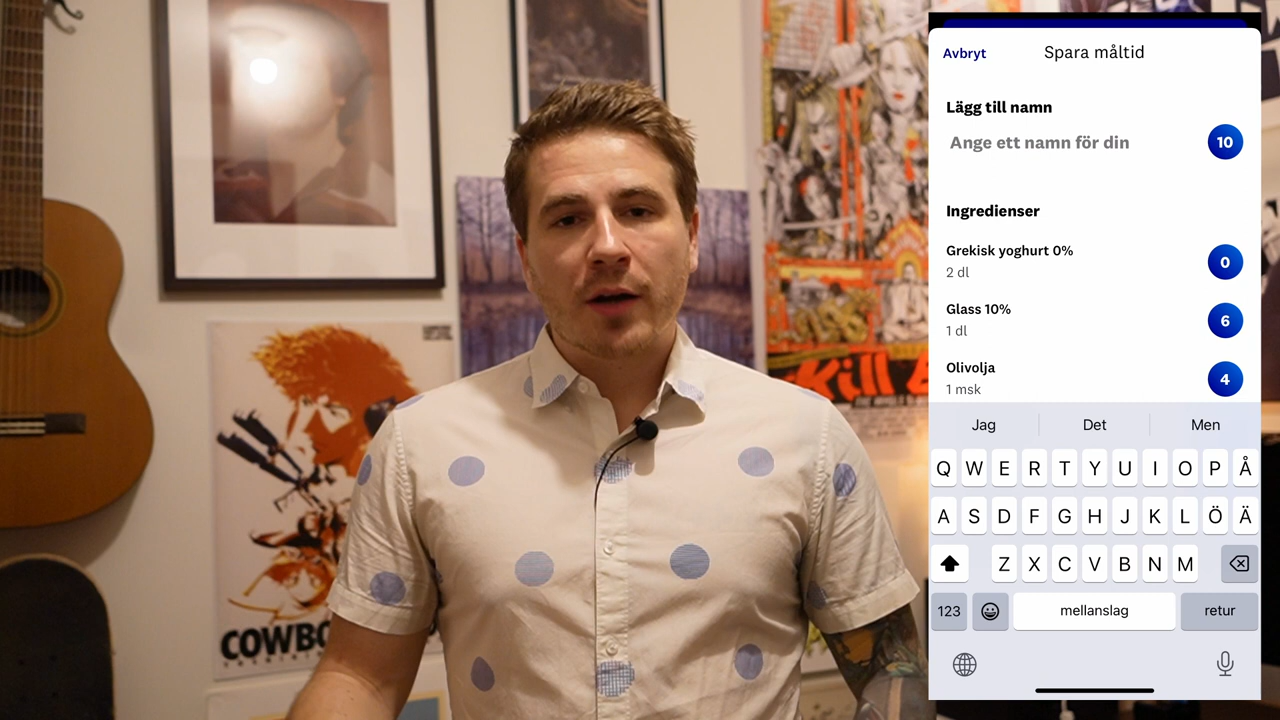 Avbryt
Spara måltid
Lägg till namn
Ange ett namn för din
10
Ingredienser
Grekisk yoghurt 0%
2 dl
0
Glass 10%
1 dl
6
Olivolja
1 msk
4
Jag Det Men
Q W E R T Y U I O P Å
A S D F G H J K L Ö Ä
Z X C V B N M
123 mellanslag retur
Kill B
COWBO